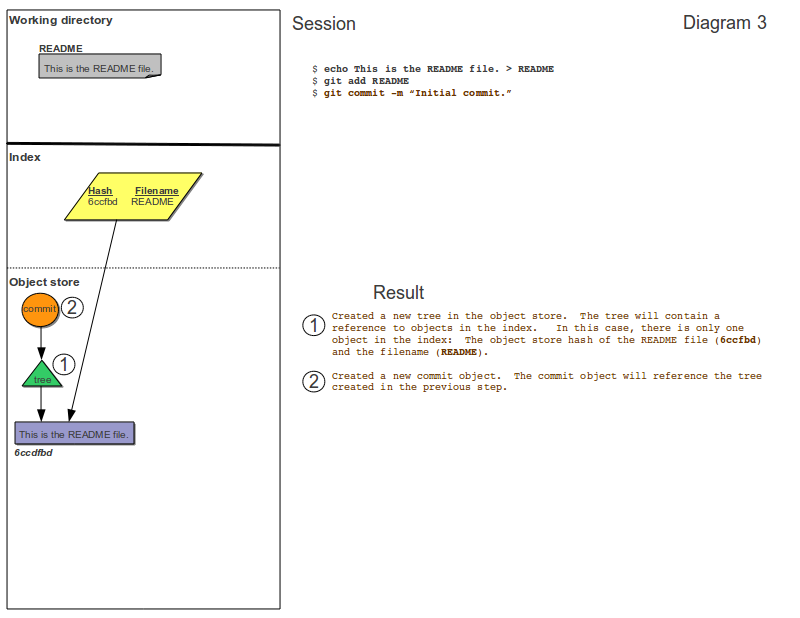 Working directory
README
This is the README file.
Index
Hash Filename
6ccfbd README
Object store
commit 2
1
tree
This is the README file.
6ccdfbd
Session
Diagram 3
$ echo This is the README file. > README
$ git add README
$ git commit -m “Initial commit.”
Result
1 Created a new tree in the object store. The tree will contain a
reference to objects in the index. In this case, there is only one
object in the index: The object store hash of the README file (6ccfbd)
and the filename (README).
2 Created a new commit object. The commit object will reference the tree
created in the previous step.